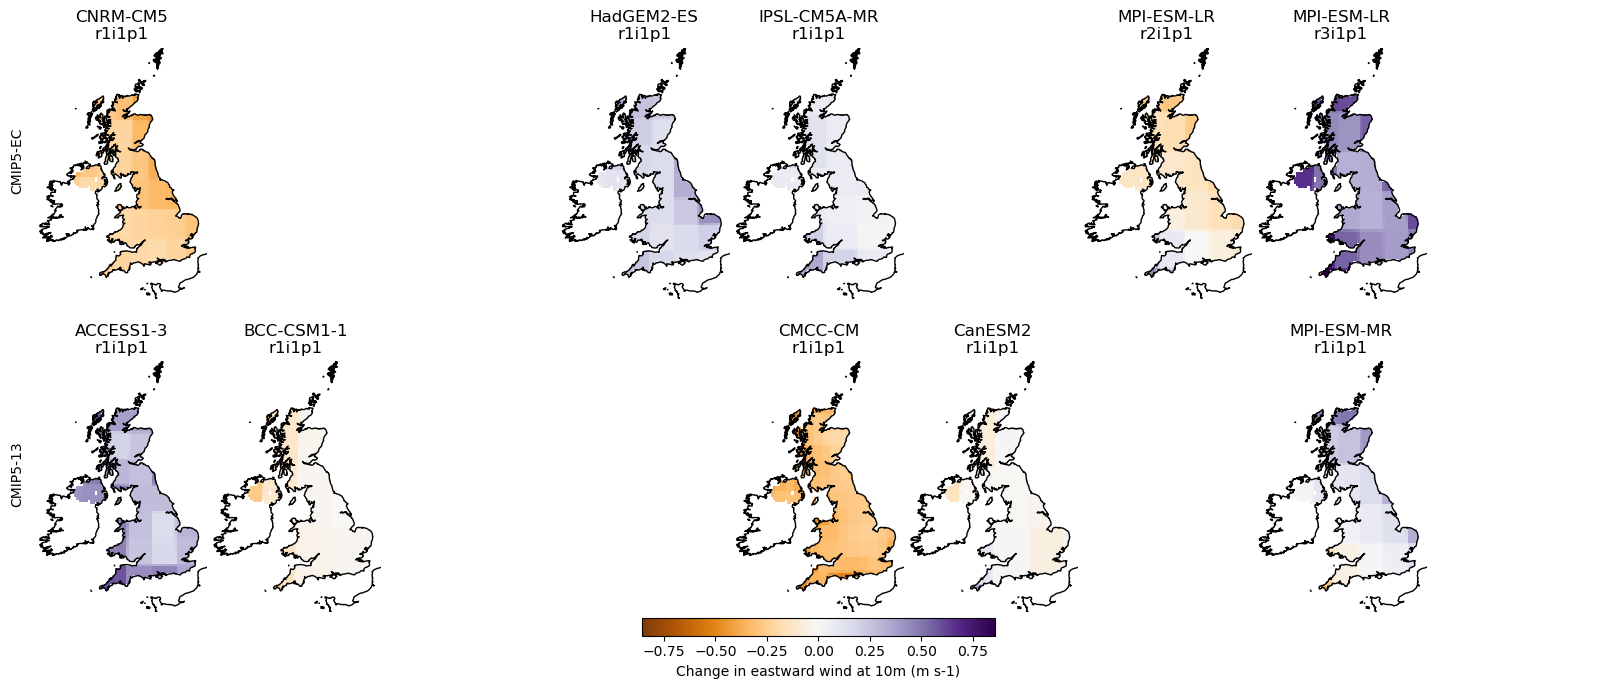 CNRM-CM5
r1i1p1
HadGEM2-ES
r1i1p1
IPSL-CM5A-MR
r1i1p1
MPI-ESM-LR
r2i1p1
MPI-ESM-LR
r3i1p1
CMIP5-EC
ACCESS1-3
r1i1p1
BCC-CSM1-1
r1i1p1
CMCC-CM
r1i1p1
CanESM2
r1i1p1
MPI-ESM-MR
r1i1p1
CMIP5-13
−0.75 −0.50 −0.25 0.00 0.25 0.50 0.75
Change in eastward wind at 10m (m s-1)